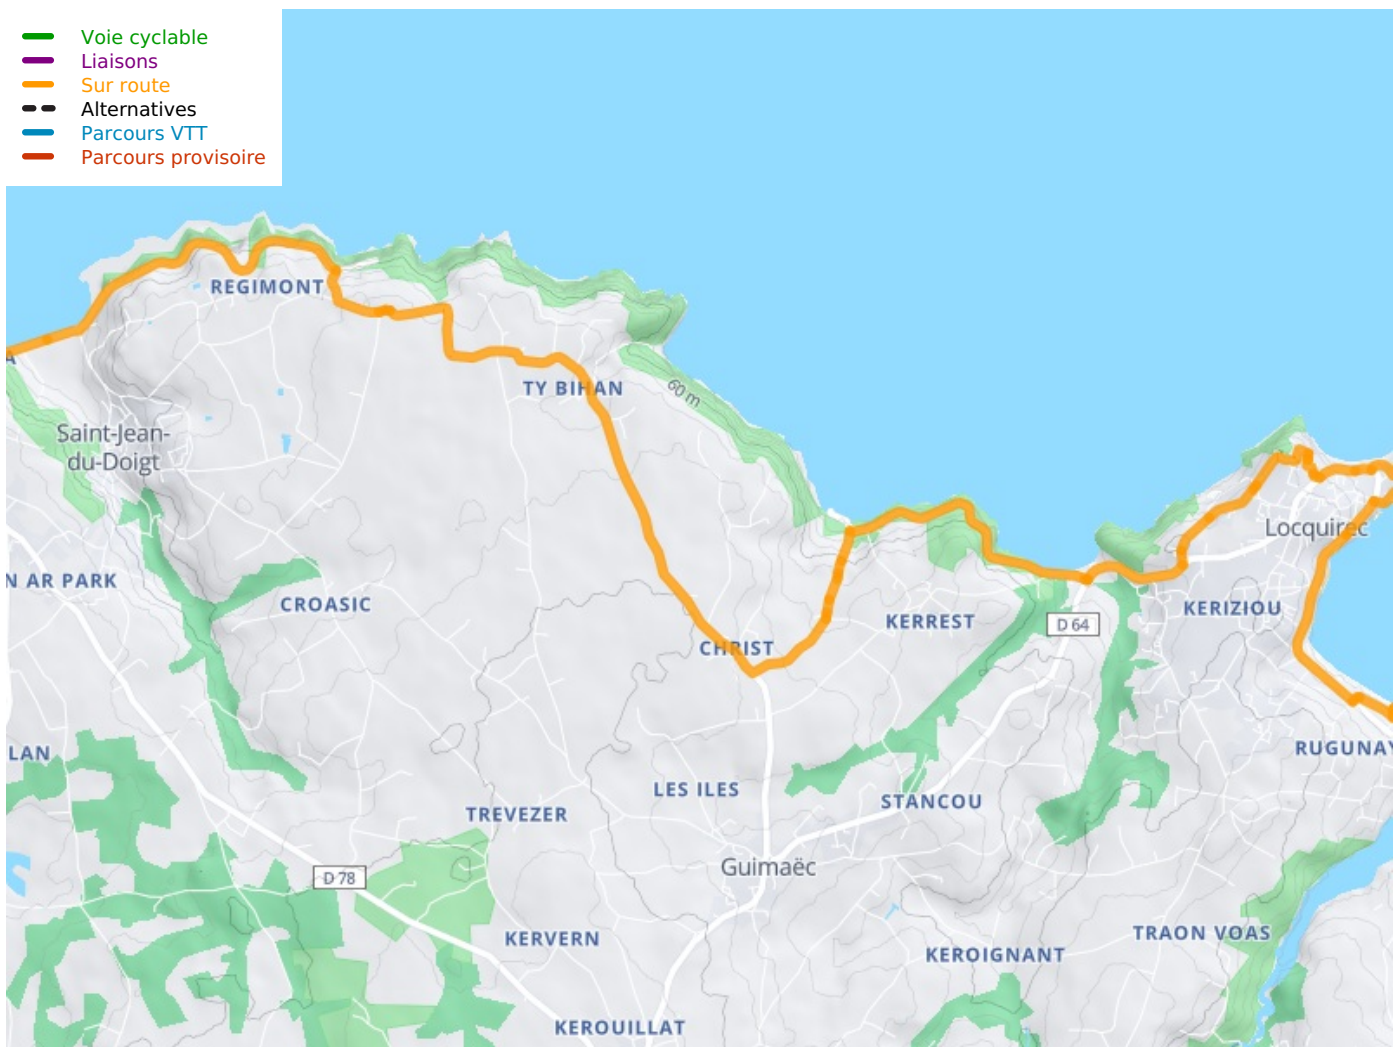 Voie cyclable
Liaisons
Sur route
Alternatives
Parcours VTT
Parcours provisoire
REGIMONT
A
TY BIHAN
60 m
Saint-Jean-
du-Doigt
Locquirec
N AR PARK
CROASIC
KERREST
D 64
KERIZIOU
CHRIST
LAN
RUGUNAY
LES ILES
STANCOU
TREVEZER
Guimaëc
D 78
KERVERN
TRAON VOAS
KEROIGNANT
KEROUILLAT